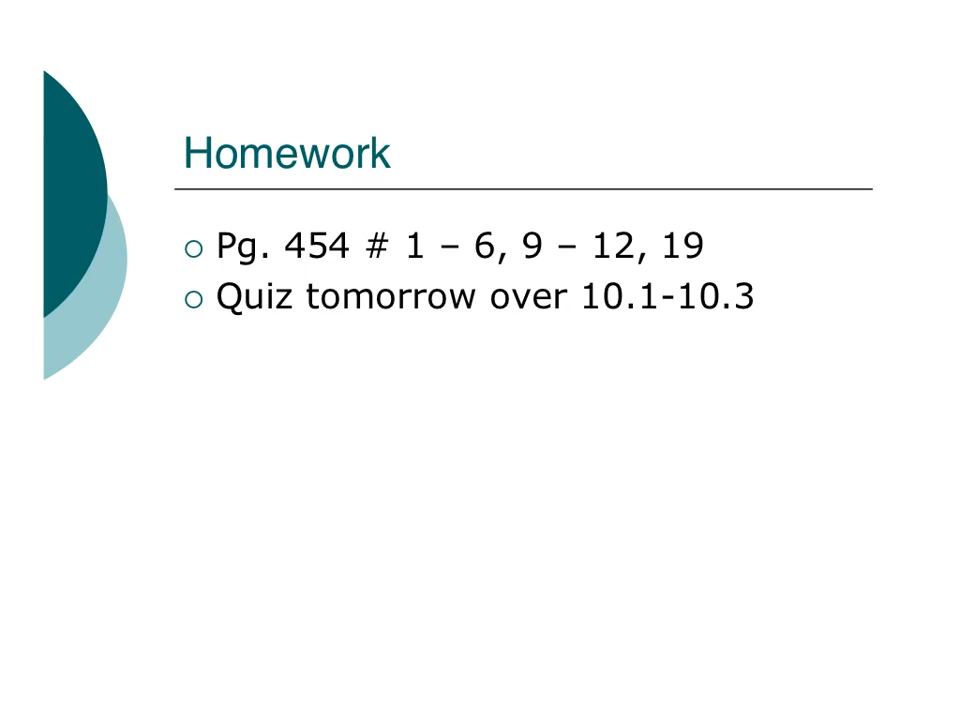 Homework
Pg. 454 # 1 – 6, 9 – 12, 19
Quiz tomorrow over 10.1-10.3